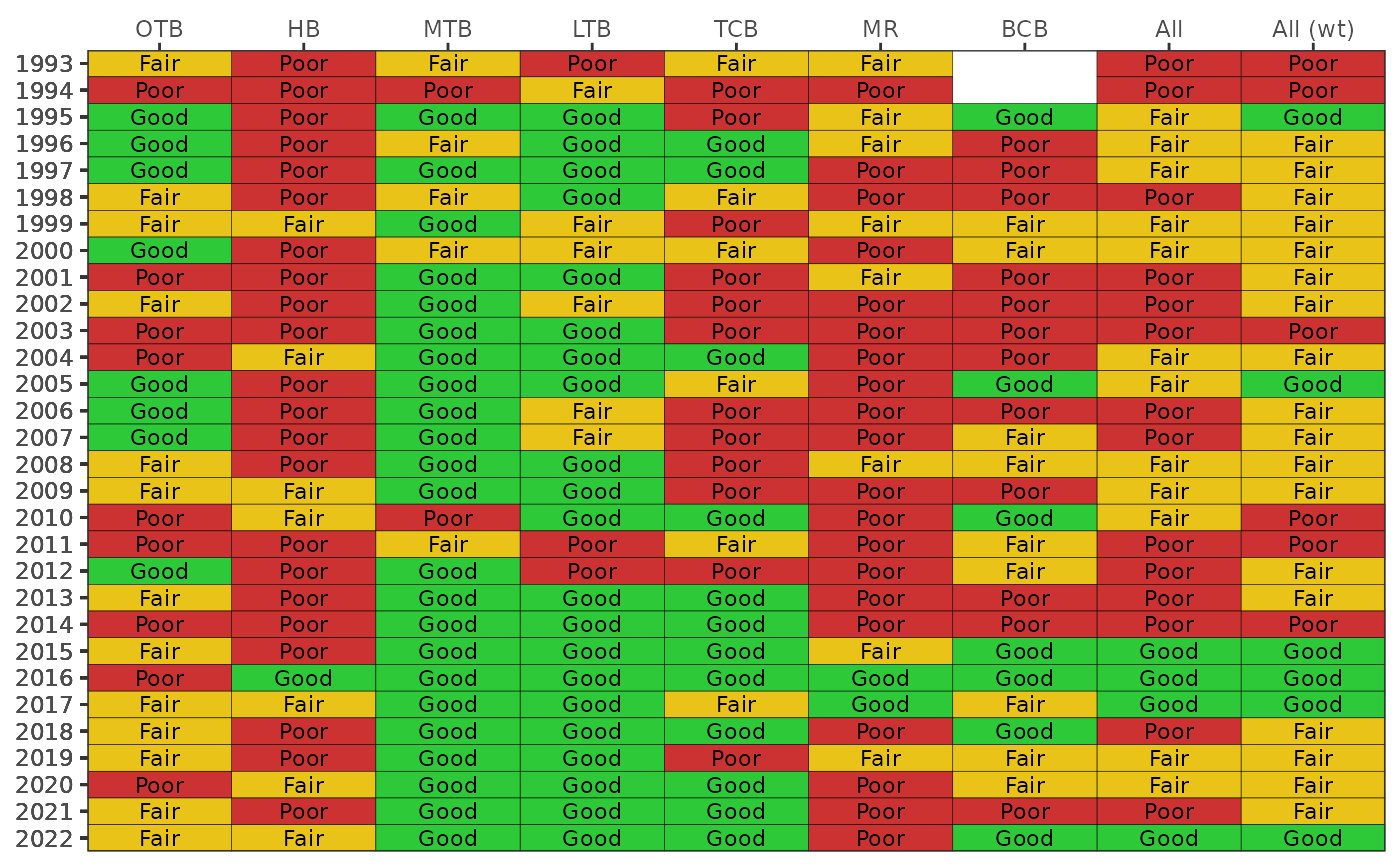 OTB HB MTB LTB TCB MR BCB All All (wt)
1993 Fair Poor Fair Poor Fair Fair Poor Poor
1994 Poor Poor Poor Fair Poor Poor Poor Poor
1995 Good Poor Good Good Poor Fair Good Fair Good
1996 Good Poor Fair Good Good Fair Poor Fair Fair
1997 Good Poor Good Good Good Poor Poor Fair Fair
1998 Fair Poor Fair Good Fair Poor Poor Poor Fair
1999 Fair Fair Good Fair Poor Fair Fair Fair Fair
2000 Good Poor Fair Fair Fair Poor Fair Fair Fair
2001 Poor Poor Good Good Poor Fair Poor Poor Fair
2002 Fair Poor Good Fair Poor Poor Poor Poor Fair
2003 Poor Poor Good Good Poor Poor Poor Poor Poor
2004 Poor Fair Good Good Good Poor Poor Fair Fair
2005 Good Poor Good Good Fair Poor Good Fair Good
2006 Good Poor Good Fair Poor Poor Poor Poor Fair
2007 Good Poor Good Fair Poor Poor Fair Poor Fair
2008 Fair Poor Good Good Poor Fair Fair Fair Fair
2009 Fair Fair Good Good Poor Poor Poor Fair Fair
2010 Poor Fair Poor Good Good Poor Good Fair Poor
2011 Poor Poor Fair Poor Fair Poor Fair Poor Poor
2012 Good Poor Good Poor Poor Poor Fair Poor Fair
2013 Fair Poor Good Good Good Poor Poor Poor Fair
2014 Poor Poor Good Good Good Poor Poor Poor Poor
2015 Fair Poor Good Good Good Fair Good Good Good
2016 Poor Good Good Good Good Good Good Good Good
2017 Fair Fair Good Good Fair Good Fair Good Good
2018 Fair Poor Good Good Good Poor Good Poor Fair
2019 Fair Poor Good Good Poor Fair Fair Fair Fair
2020 Poor Fair Good Good Good Poor Fair Fair Fair
2021 Fair Poor Good Good Good Poor Poor Poor Fair
2022 Fair Fair Good Good Good Poor Good Good Good